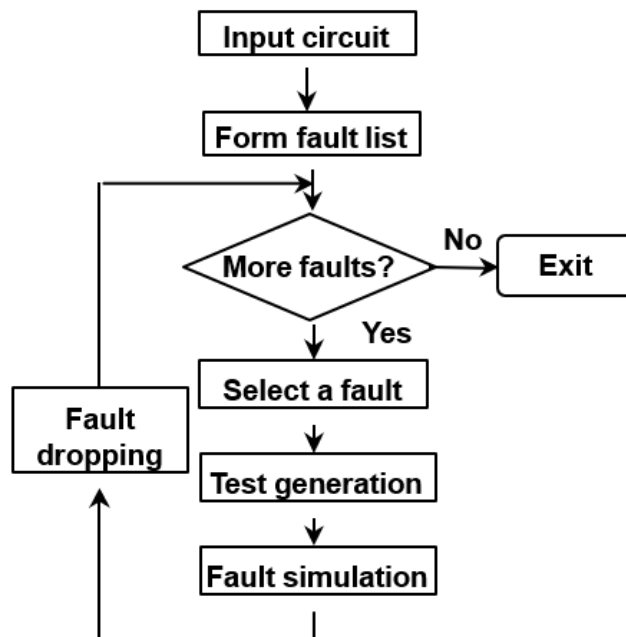 Input circuit
Form fault list
More faults?
No
Exit
Yes
Select a fault
Fault
dropping
Test generation
Fault simulation